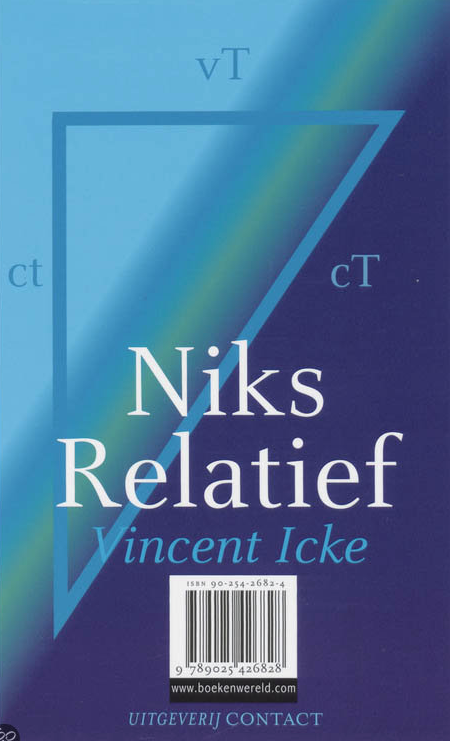 vT
ct
cT
Niks
Relatief
Vincent Icke
ISBN 90-254-2682-4
9 789025 426828
www.boekenwereld.com
UITGEVERIJ CONTACT